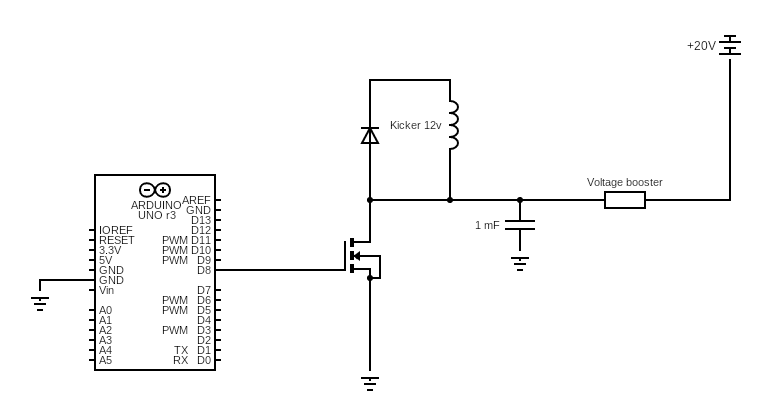 +20V
Kicker 12v
Voltage booster
1 mF
ARDUINO
UNO r3
AREF
GND
D13
IOREF D12
RESET PWM D11
3.3V PWM D10
5V PWM D9
GND D8
GND
Vin D7
PWM D6
A0 PWM D5
A1 D4
A2 PWM D3
A3 D2
A4 TX D1
A5 RX D0